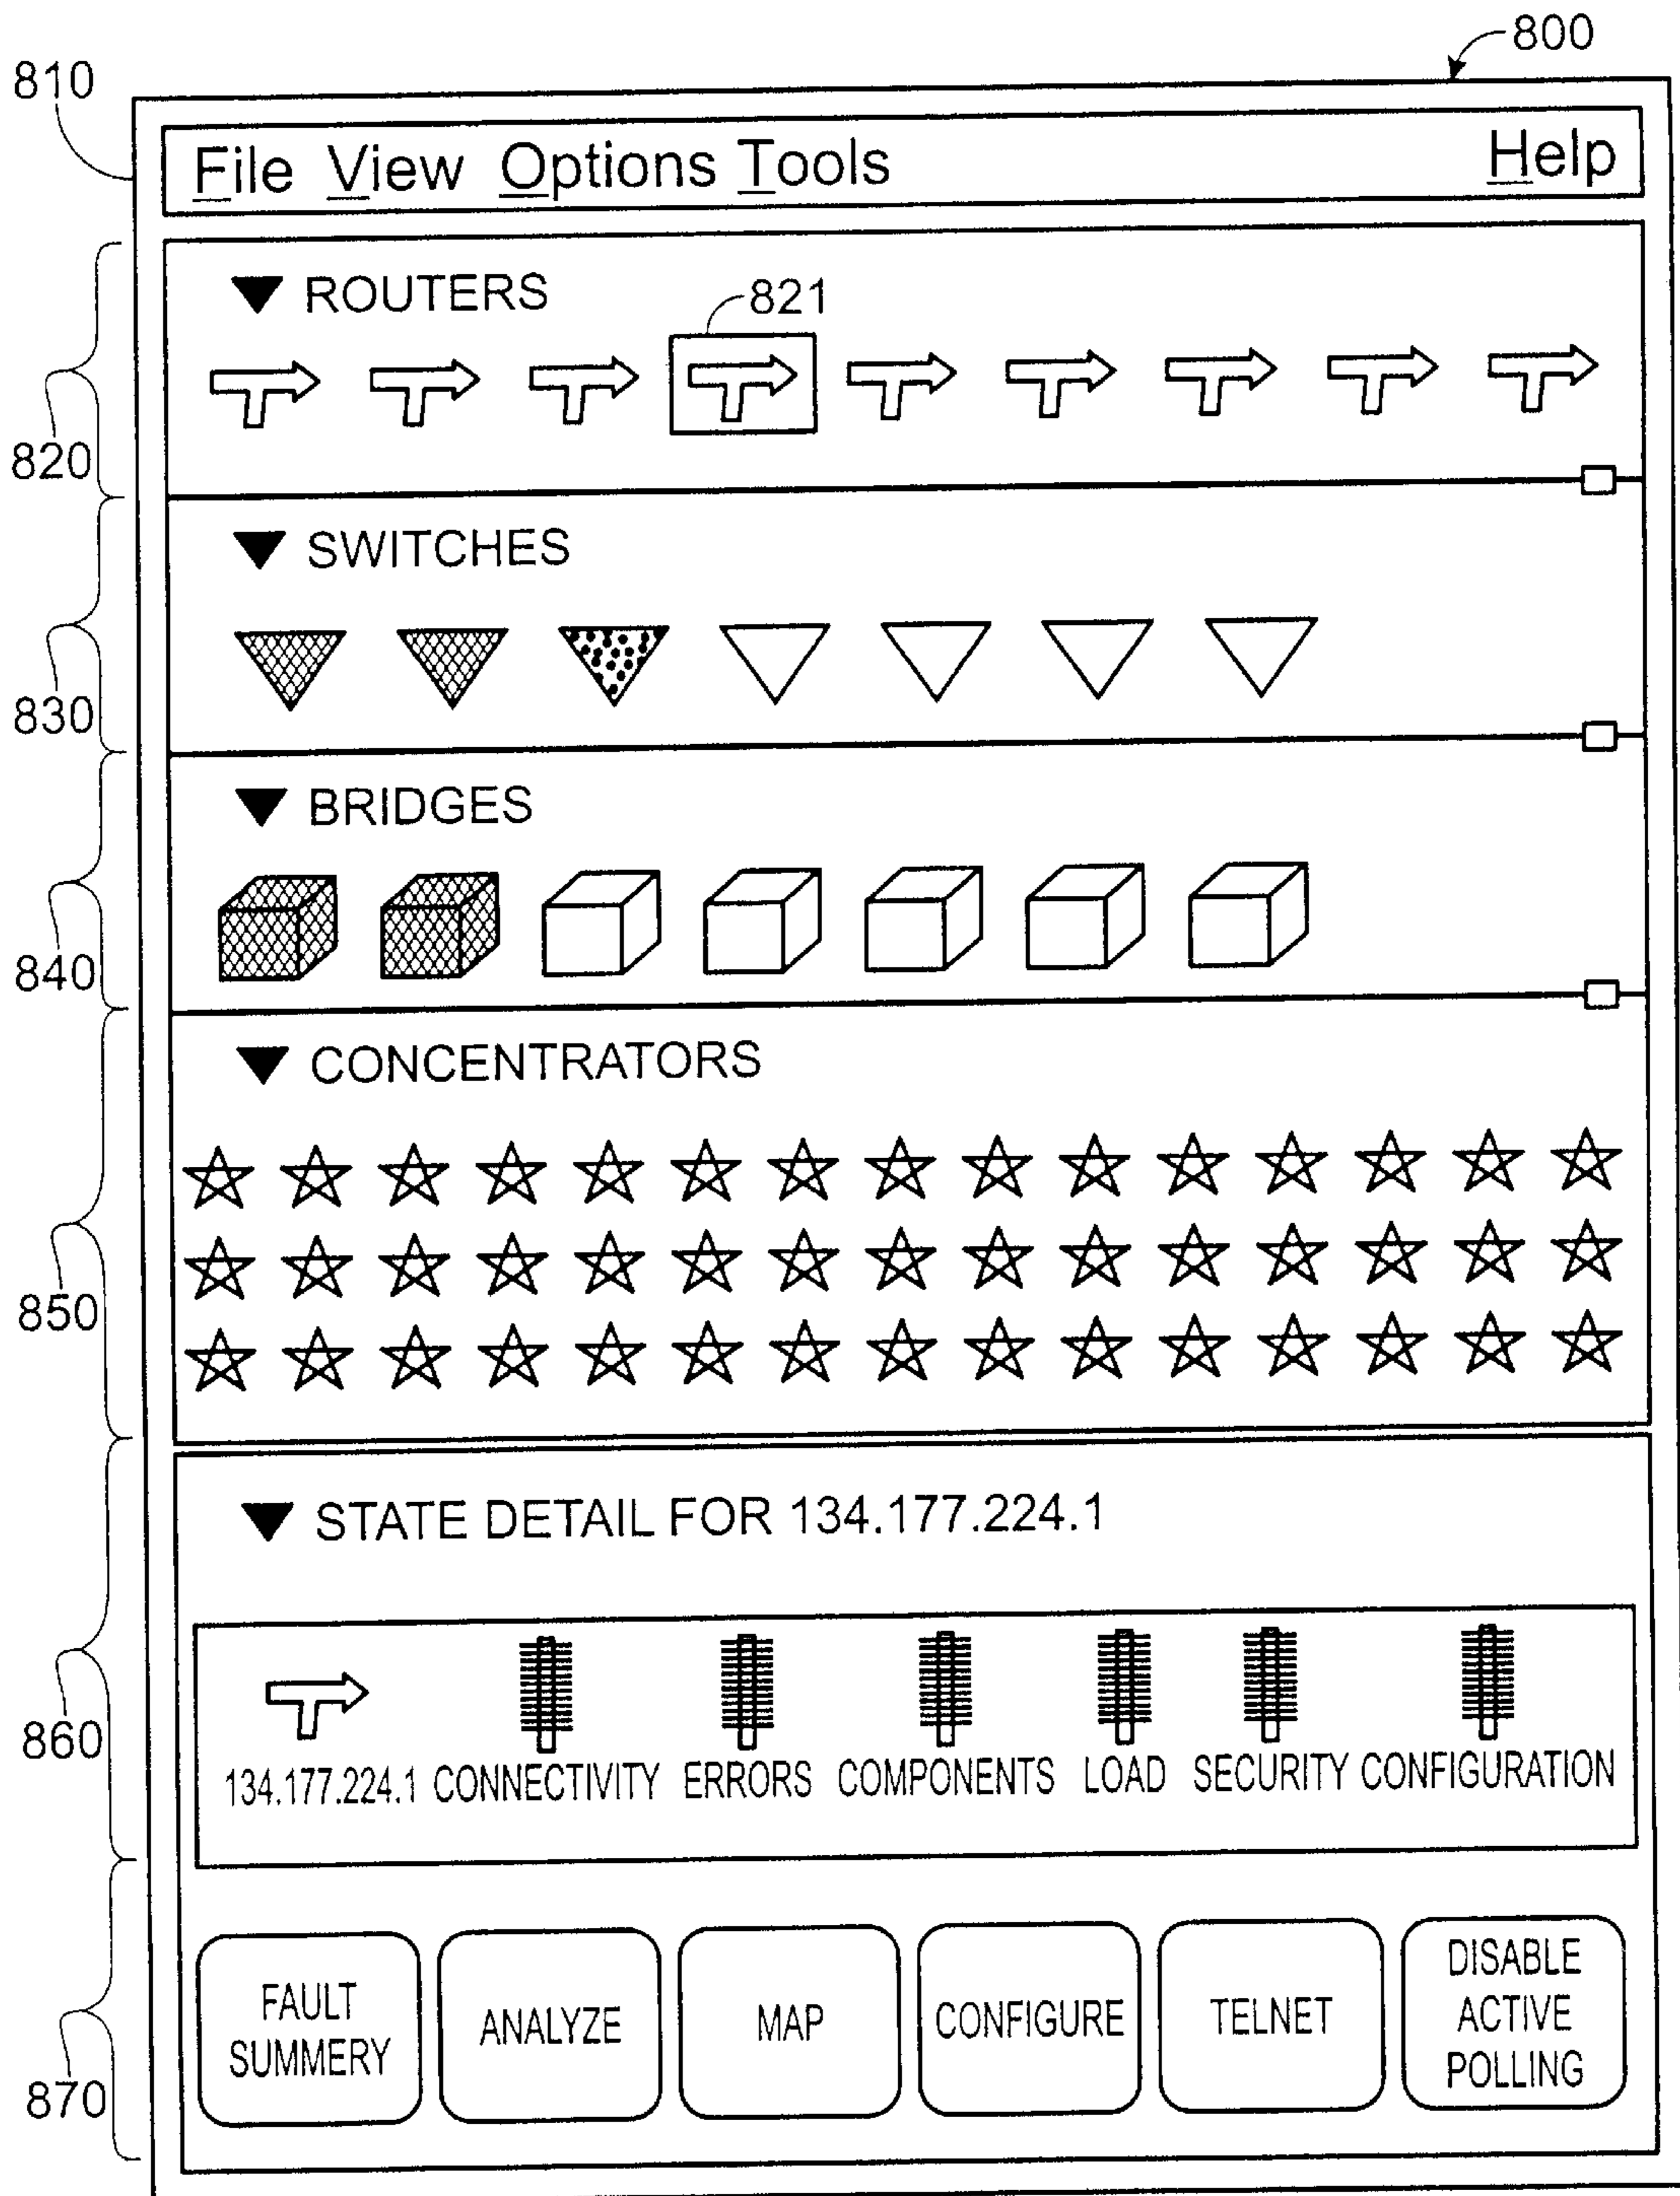 800
810
File View Options Tools Help
ROUTERS
821
820
SWITCHES
830
BRIDGES
840
CONCENTRATORS
850
STATE DETAIL FOR 134.177.224.1
860
134.177.224.1 CONNECTIVITY ERRORS COMPONENTS LOAD SECURITY CONFIGURATION
FAULT
SUMMERY
ANALYZE
MAP
CONFIGURE
TELNET
DISABLE
ACTIVE
POLLING
870